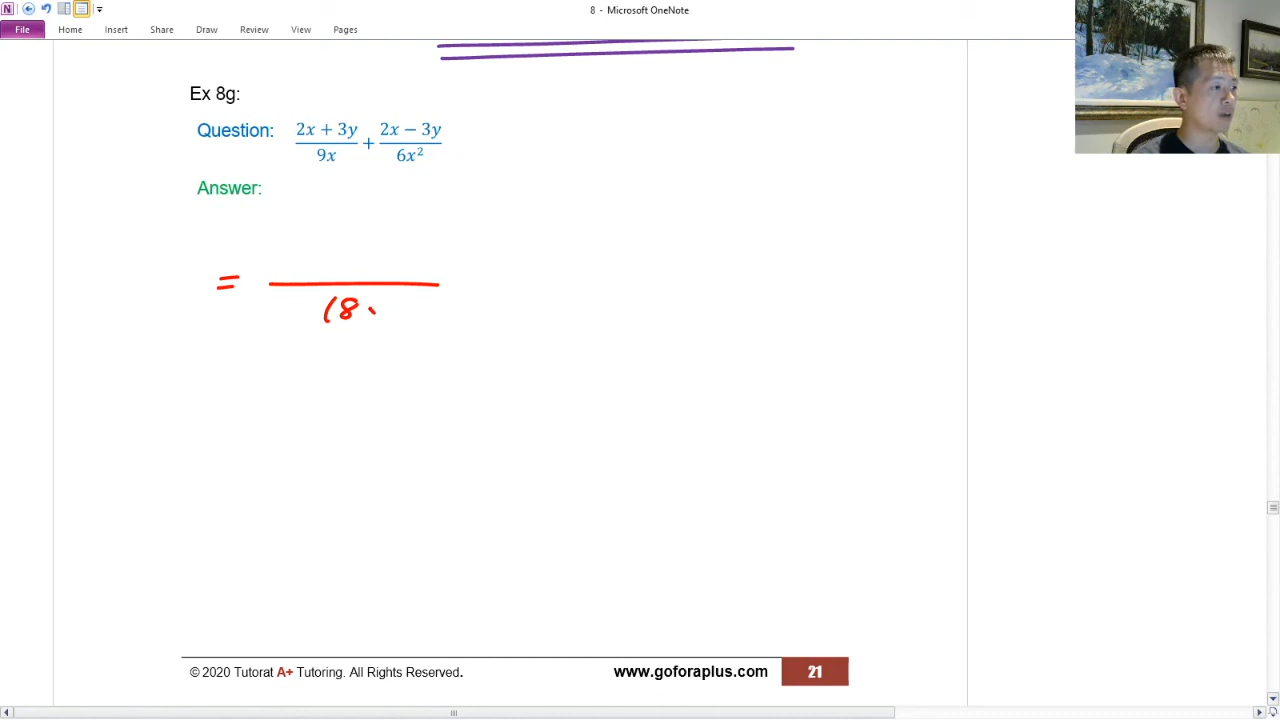 8 - Microsoft OneNote
File Home Insert Share Draw Review View Pages
Ex 8g:
Question: (2x + 3y)/(9x) + (2x − 3y)/(6x²)
Answer:
= 18
© 2020 Tutorat A+ Tutoring. All Rights Reserved. www.goforaplus.com 21